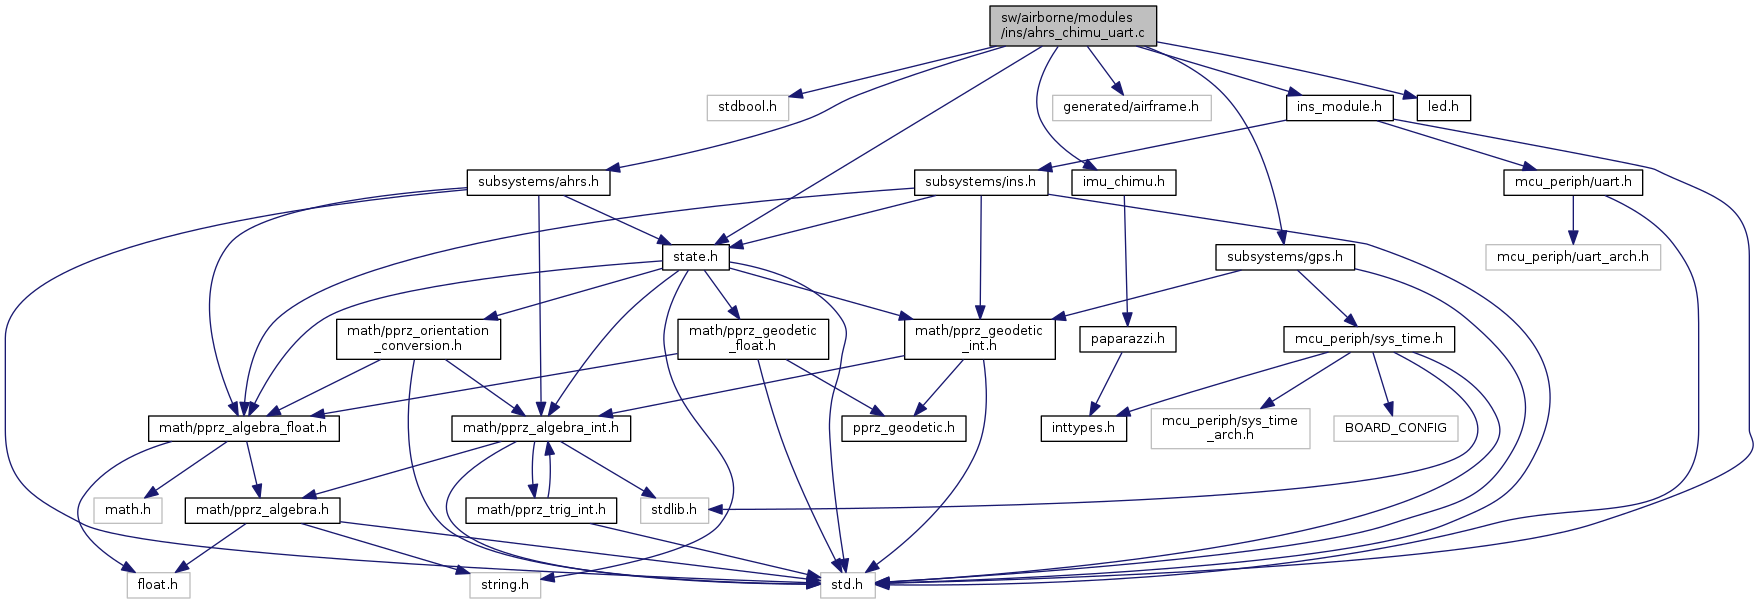 sw/airborne/modules
/ins/ahrs_chimu_uart.c
stdbool.h
generated/airframe.h
ins_module.h
led.h
subsystems/ahrs.h
subsystems/ins.h
imu_chimu.h
mcu_periph/uart.h
state.h
subsystems/gps.h
mcu_periph/uart_arch.h
math/pprz_orientation
_conversion.h
math/pprz_geodetic
_float.h
math/pprz_geodetic
_int.h
paparazzi.h
mcu_periph/sys_time.h
math/pprz_algebra_float.h
math/pprz_algebra_int.h
pprz_geodetic.h
inttypes.h
mcu_periph/sys_time
_arch.h
BOARD_CONFIG
math.h
math/pprz_algebra.h
math/pprz_trig_int.h
stdlib.h
float.h
string.h
std.h